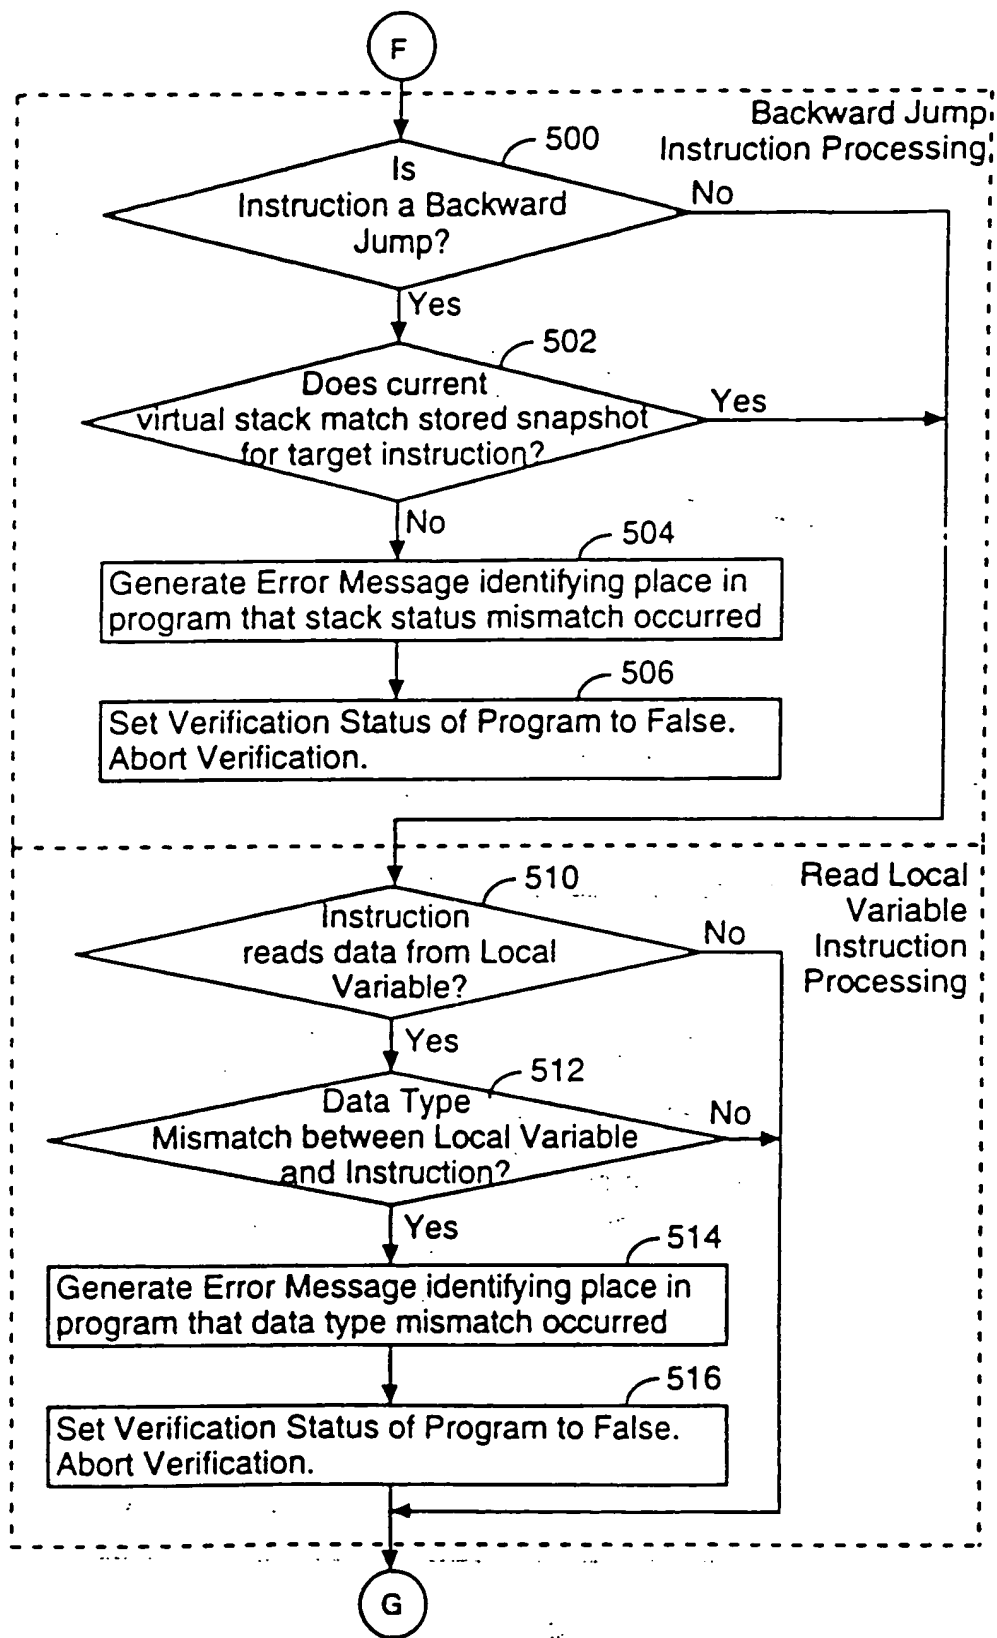 F
Backward Jump
Instruction Processing
500
Is
Instruction a Backward
Jump?
No
Yes
502
Does current
virtual stack match stored snapshot
for target instruction?
Yes
No
504
Generate Error Message identifying place in
program that stack status mismatch occurred
506
Set Verification Status of Program to False.
Abort Verification.
Read Local
Variable
Instruction
Processing
510
Instruction
reads data from Local
Variable?
No
Yes
512
Data Type
Mismatch between Local Variable
and Instruction?
No
Yes
514
Generate Error Message identifying place in
program that data type mismatch occurred
516
Set Verification Status of Program to False.
Abort Verification.
G